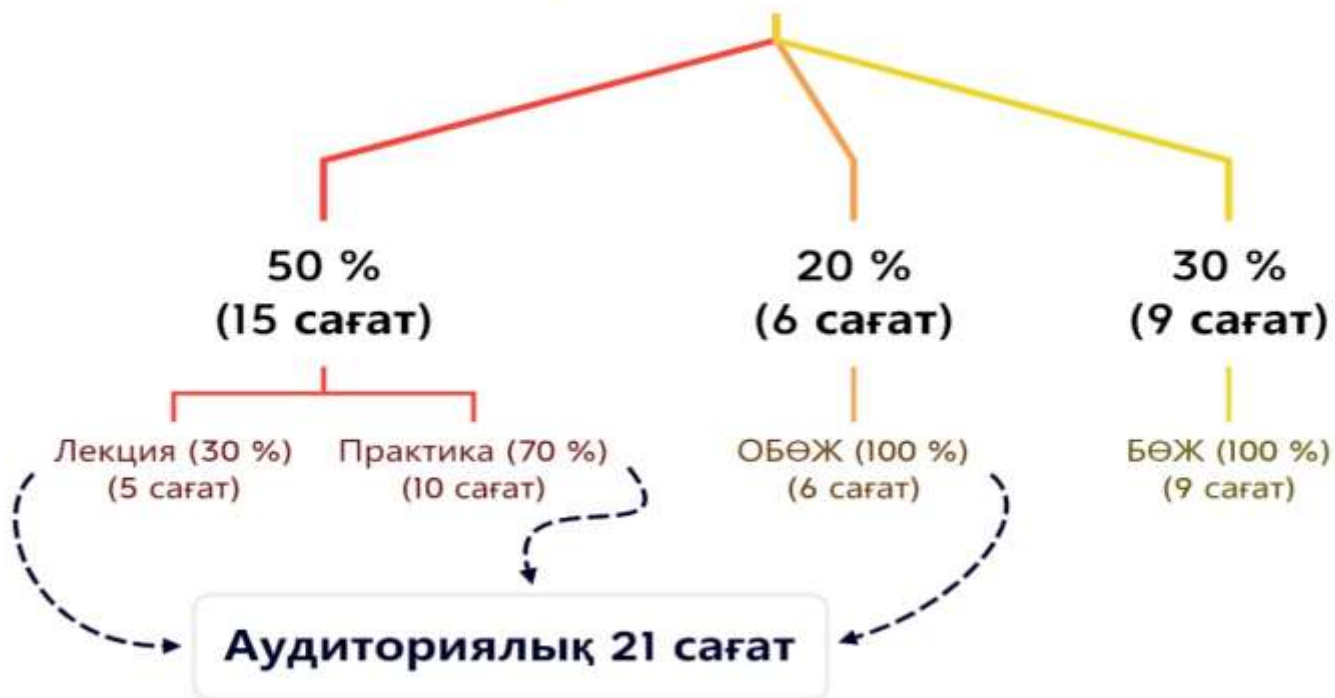 50 %
(15 сағат)
20 %
(6 сағат)
30 %
(9 сағат)
Лекция (30 %)
(5 сағат)
Практика (70 %)
(10 сағат)
ОБӨЖ (100 %)
(6 сағат)
БӨЖ (100 %)
(9 сағат)
Аудиториялық 21 сағат